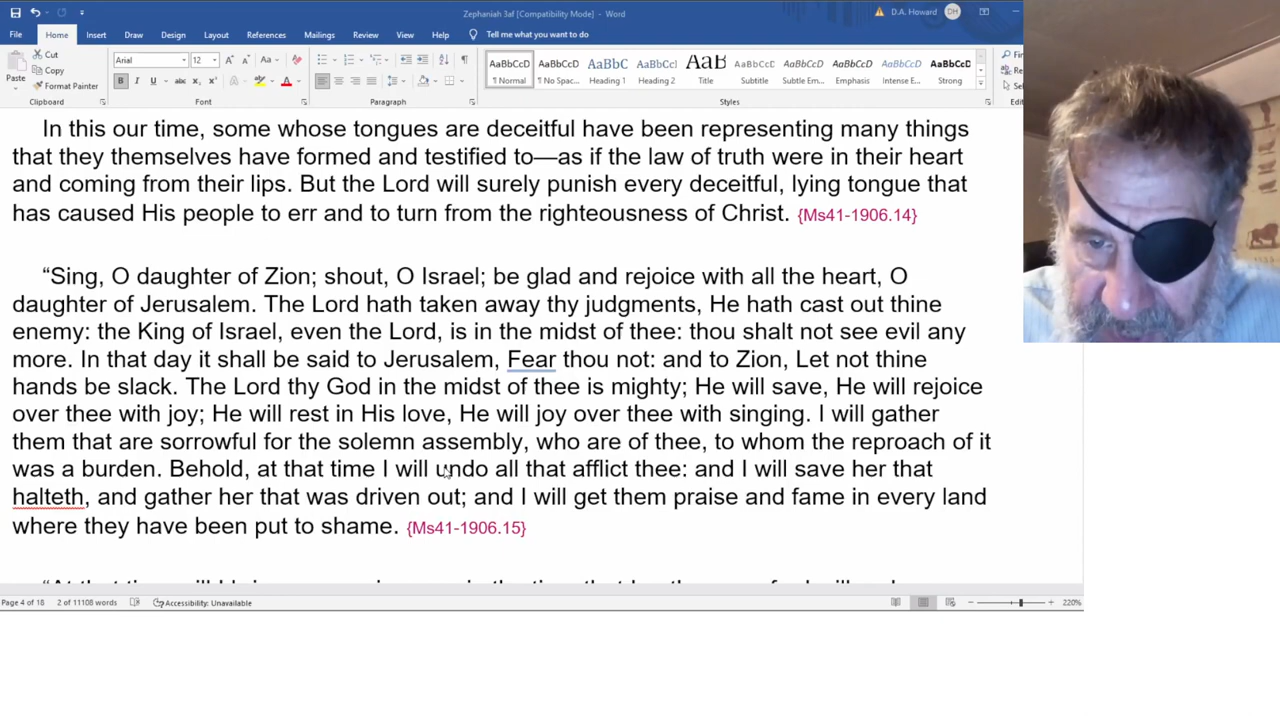 Zephaniah 3af [Compatibility Mode] - Word
D.A. Howard
DH
File Home Insert Draw Design Layout References Mailings Review View Help Tell me what you want to do
Paste
Cut
Copy
Format Painter
Clipboard
Arial
12
Font
Paragraph
AaBbCcD AaBbCcD AaBbC AaBbCcI AaB AaBbCcD AaBbCcD AaBbCcD AaBbCcD AaBbCcD
¶ Normal ¶ No Spac... Heading 1 Heading 2 Title Subtitle Subtle Em... Emphasis Intense E... Strong
Styles
In this our time, some whose tongues are deceitful have been representing many things
that they themselves have formed and testified to—as if the law of truth were in their heart
and coming from their lips. But the Lord will surely punish every deceitful, lying tongue that
has caused His people to err and to turn from the righteousness of Christ. {Ms41-1906.14}
“Sing, O daughter of Zion; shout, O Israel; be glad and rejoice with all the heart, O
daughter of Jerusalem. The Lord hath taken away thy judgments, He hath cast out thine
enemy: the King of Israel, even the Lord, is in the midst of thee: thou shalt not see evil any
more. In that day it shall be said to Jerusalem, Fear thou not: and to Zion, Let not thine
hands be slack. The Lord thy God in the midst of thee is mighty; He will save, He will rejoice
over thee with joy; He will rest in His love, He will joy over thee with singing. I will gather
them that are sorrowful for the solemn assembly, who are of thee, to whom the reproach of it
was a burden. Behold, at that time I will undo all that afflict thee: and I will save her that
halteth, and gather her that was driven out; and I will get them praise and fame in every land
where they have been put to shame. {Ms41-1906.15}
Page 4 of 18 2 of 11108 words Accessibility: Unavailable 220%